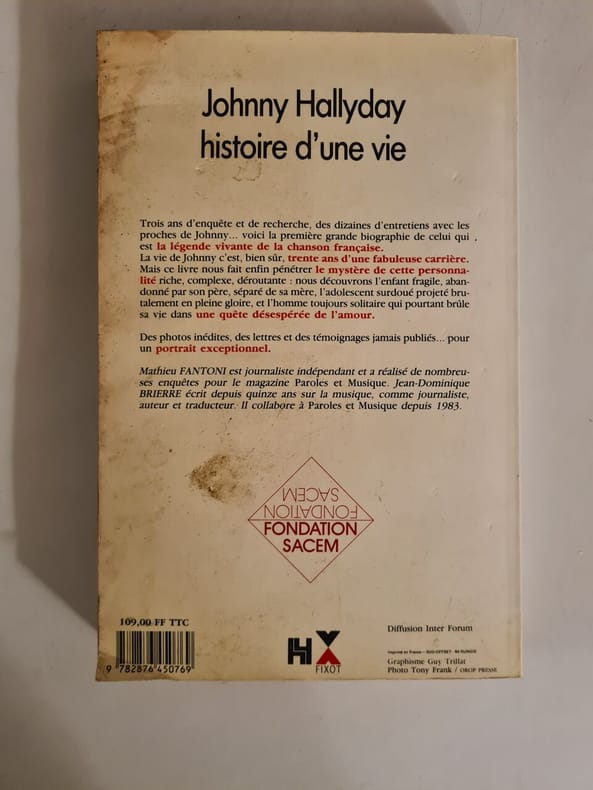 Johnny Hallyday
histoire d'une vie
Trois ans d'enquête et de recherche, des dizaines d'entretiens avec les
proches de Johnny... voici la première grande biographie de celui qui
est la légende vivante de la chanson française.
La vie de Johnny c'est, bien sûr, trente ans d'une fabuleuse carrière.
Mais ce livre nous fait enfin pénétrer le mystère de cette personna-
lité riche, complexe, déroutante : nous découvrons l'enfant fragile, aban-
donné par son père, séparé de sa mère, l'adolescent surdoué projeté bru-
talement en pleine gloire, et l'homme toujours solitaire qui pourtant brûle
sa vie dans une quête désespérée de l'amour.
Des photos inédites, des lettres et des témoignages jamais publiés... pour
un portrait exceptionnel.
Mathieu FANTONI est journaliste indépendant et a réalisé de nombreu-
ses enquêtes pour le magazine Paroles et Musique. Jean-Dominique
BRIERRE écrit depuis quinze ans sur la musique, comme journaliste,
auteur et traducteur. Il collabore à Paroles et Musique depuis 1983.
SACEM
FONDATION
FONDATION
SACEM
109,00 FF TTC
9 782876 450769
FIXOT
Diffusion Inter Forum
Imprimé en France - SUD-OFFSET - 94 RUNGIS
Graphisme Guy Trillat
Photo Tony Frank / OROP PRESSE